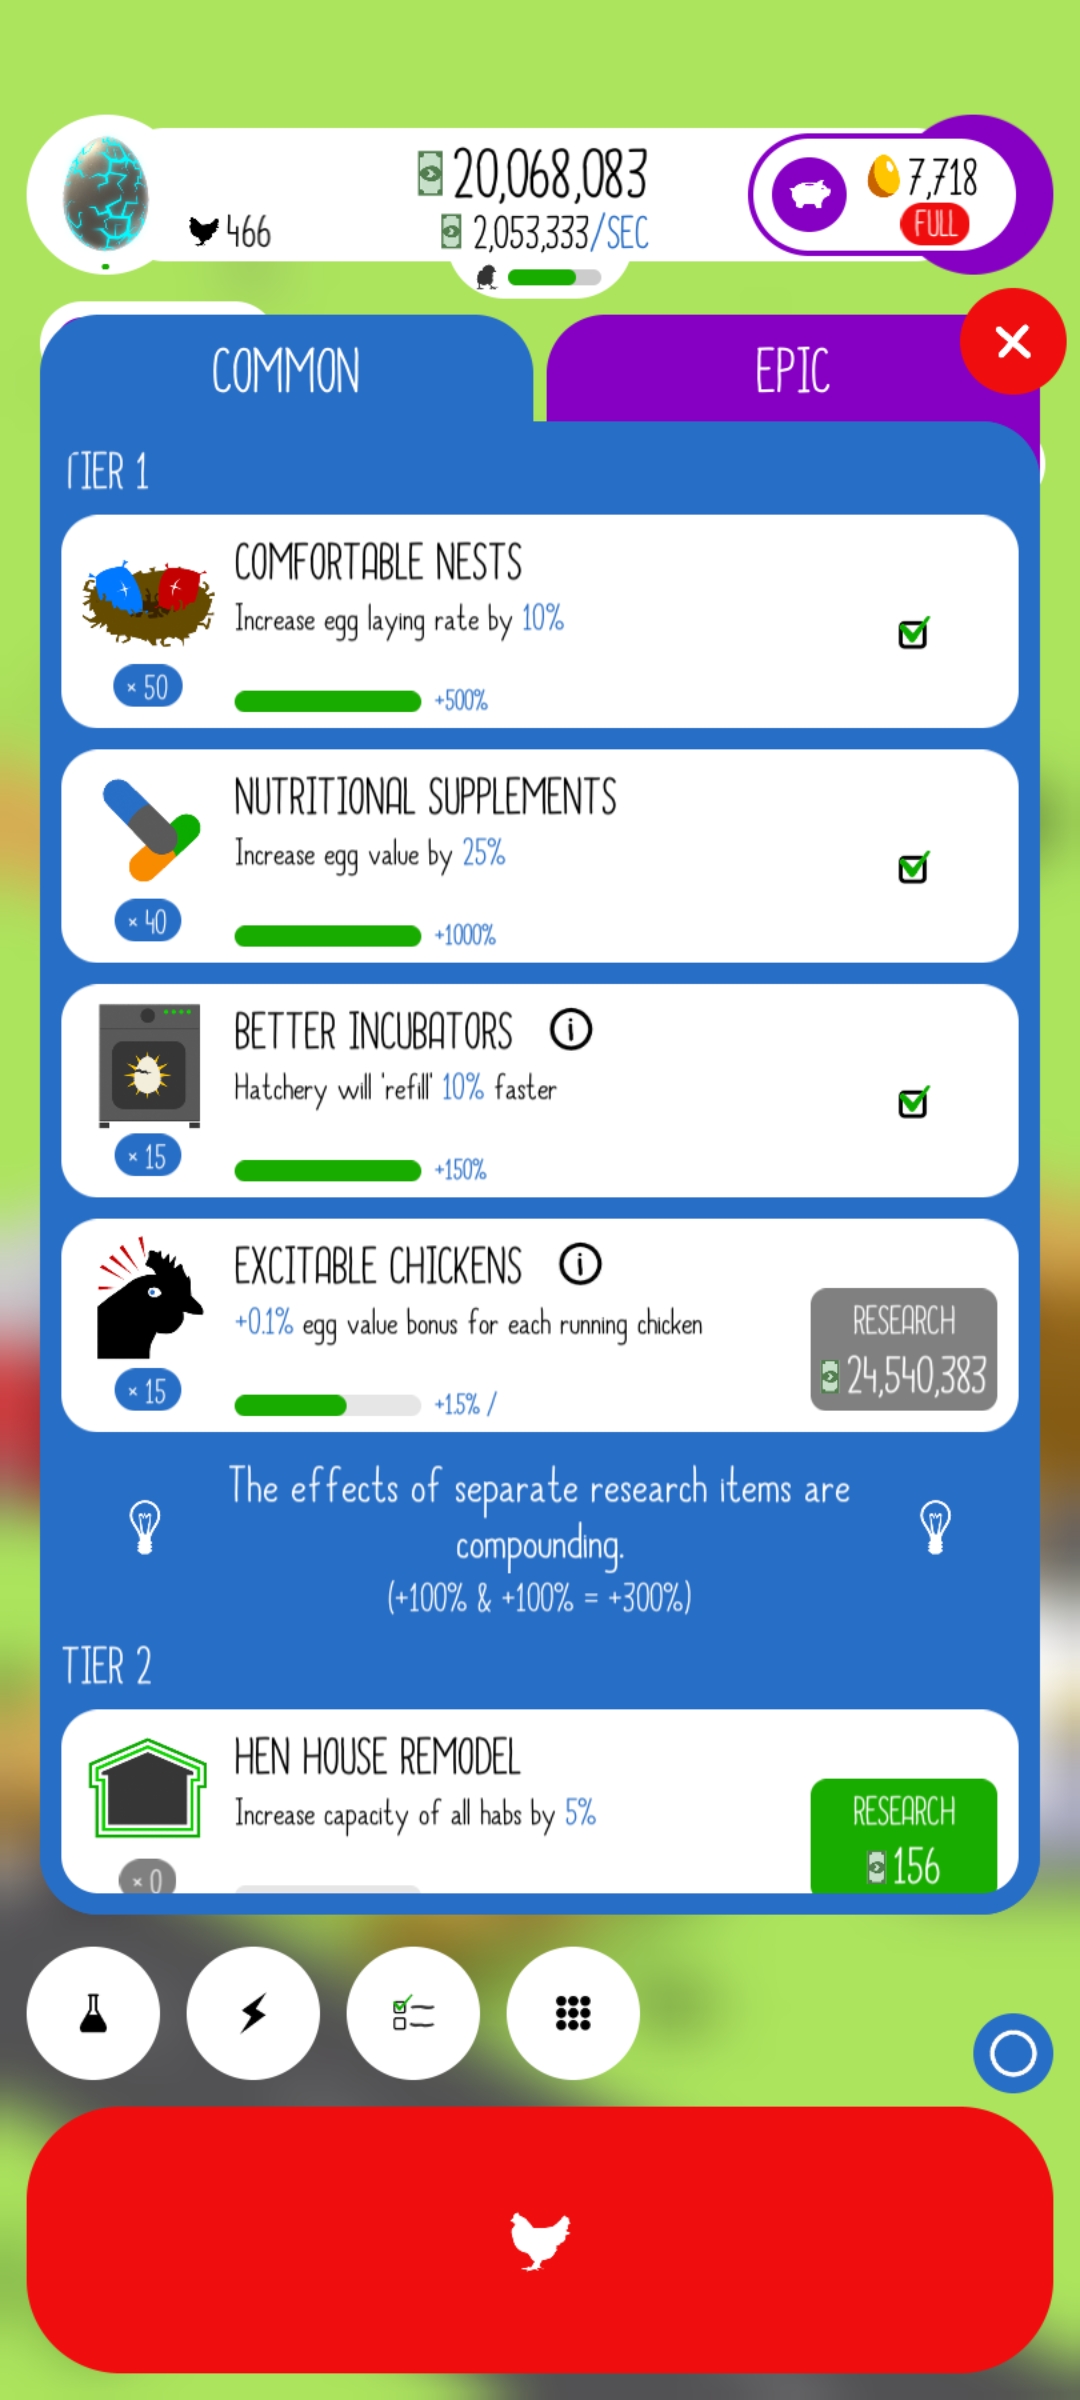 20,068,083
7,718
466
2,053,333/SEC
FULL
COMMON
EPIC
TIER 1
COMFORTABLE NESTS
Increase egg laying rate by 10%
× 50
+500%
NUTRITIONAL SUPPLEMENTS
Increase egg value by 25%
× 40
+1000%
BETTER INCUBATORS
Hatchery will 'refill' 10% faster
× 15
+150%
EXCITABLE CHICKENS
+0.1% egg value bonus for each running chicken
RESEARCH
24,540,383
× 15
+1.5% /
The effects of separate research items are
compounding.
(+100% & +100% = +300%)
TIER 2
HEN HOUSE REMODEL
Increase capacity of all habs by 5%
RESEARCH
156
× 0